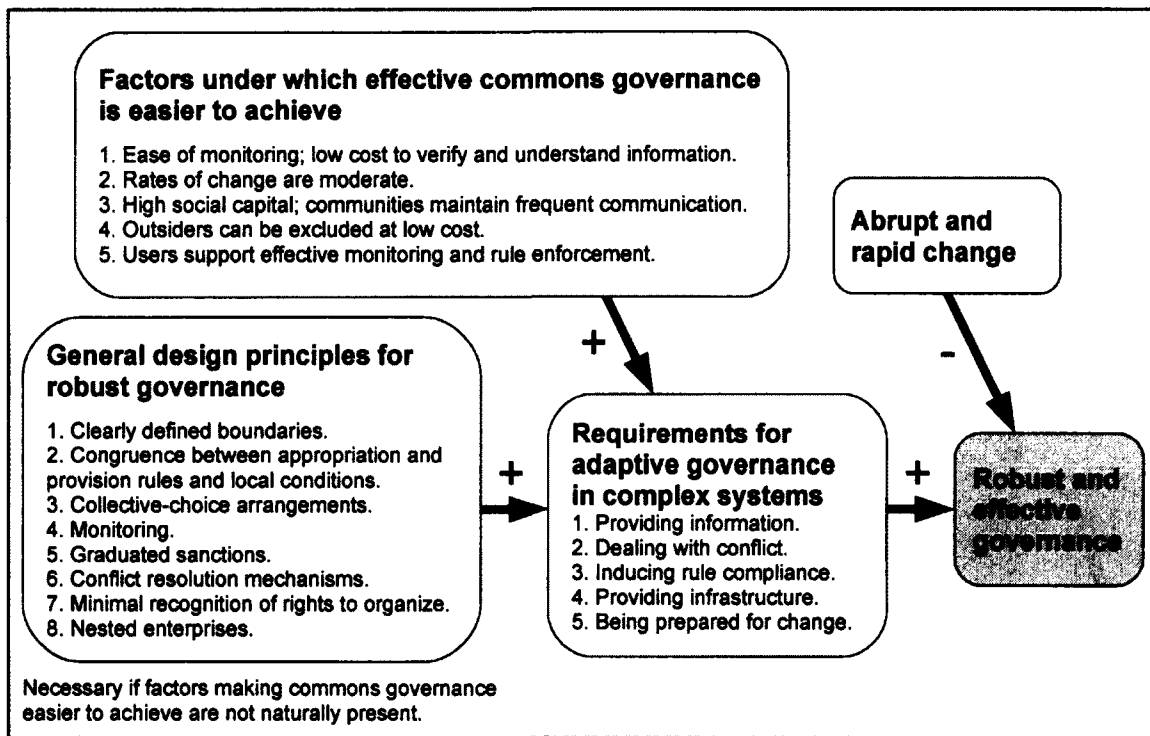 Factors under which effective commons governance
is easier to achieve
1. Ease of monitoring; low cost to verify and understand information.
2. Rates of change are moderate.
3. High social capital; communities maintain frequent communication.
4. Outsiders can be excluded at low cost.
5. Users support effective monitoring and rule enforcement.
Abrupt and
rapid change
+
-
General design principles for
robust governance
1. Clearly defined boundaries.
2. Congruence between appropriation and
provision rules and local conditions.
3. Collective-choice arrangements.
4. Monitoring.
5. Graduated sanctions.
6. Conflict resolution mechanisms.
7. Minimal recognition of rights to organize.
8. Nested enterprises.
+
Requirements for
adaptive governance
in complex systems
1. Providing information.
2. Dealing with conflict.
3. Inducing rule compliance.
4. Providing infrastructure.
5. Being prepared for change.
+
Robust and
effective
governance
Necessary if factors making commons governance
easier to achieve are not naturally present.